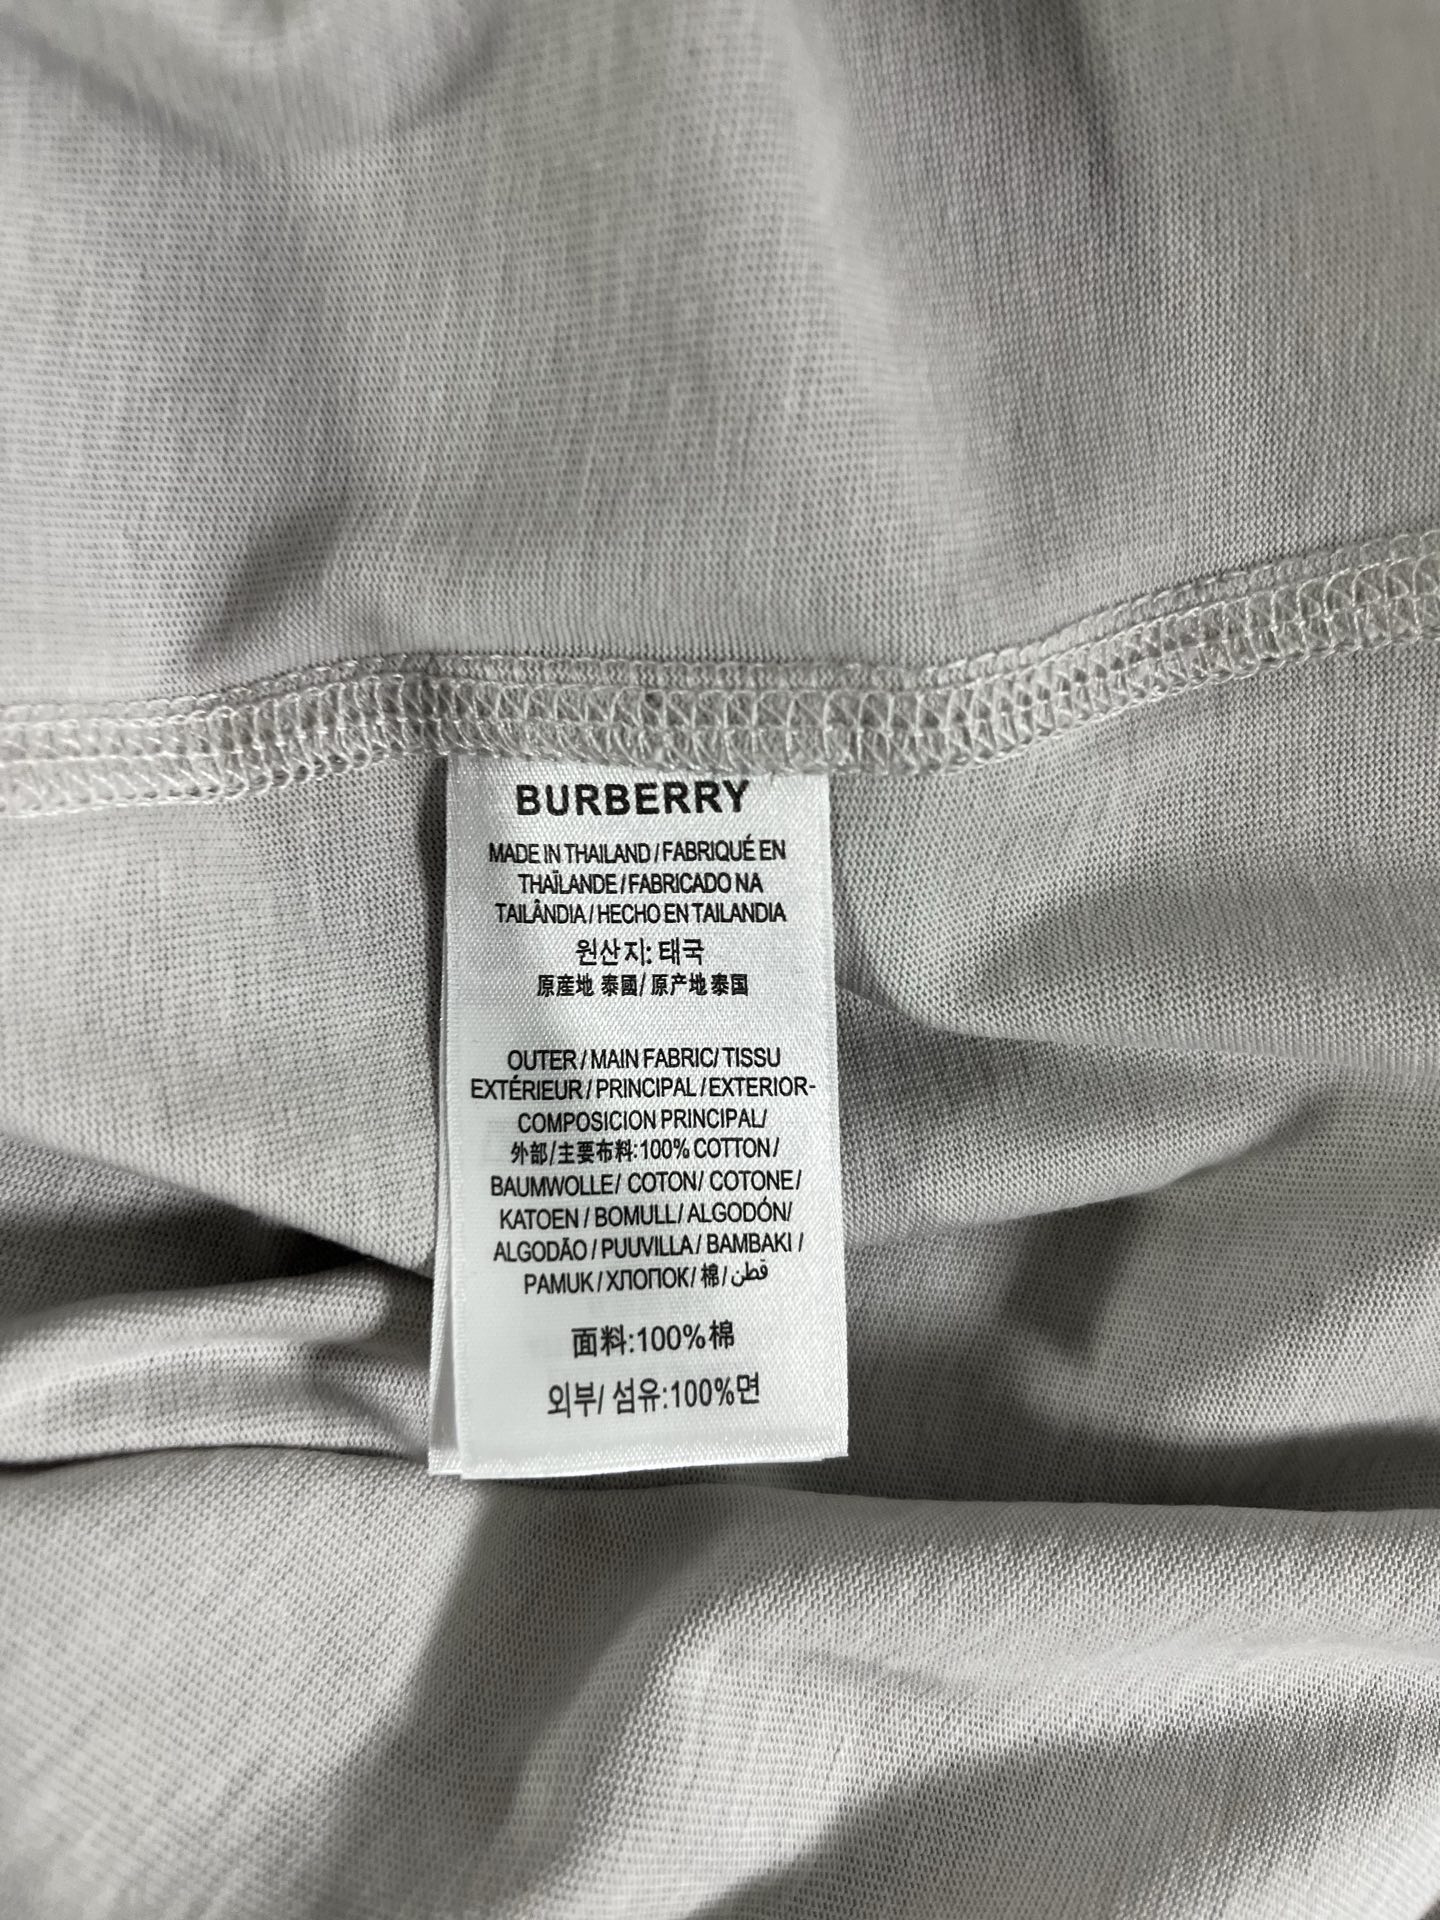 BURBERRY
MADE IN THAILAND / FABRIQUÉ EN
THAÏLANDE / FABRICADO NA
TAILÂNDIA / HECHO EN TAILANDIA
원산지: 태국
原産地 泰國/ 原产地泰国
OUTER / MAIN FABRIC/ TISSU
EXTÉRIEUR / PRINCIPAL / EXTERIOR-
COMPOSICION PRINCIPAL/
外部/主要布料:100% COTTON /
BAUMWOLLE/ COTON/ COTONE/
KATOEN / BOMULL/ ALGODÓN/
ALGODÃO / PUUVILLA / BAMBAKI /
PAMUK / ХЛОПОК/ 棉/ قطن
面料:100%棉
외부/ 섬유:100%면